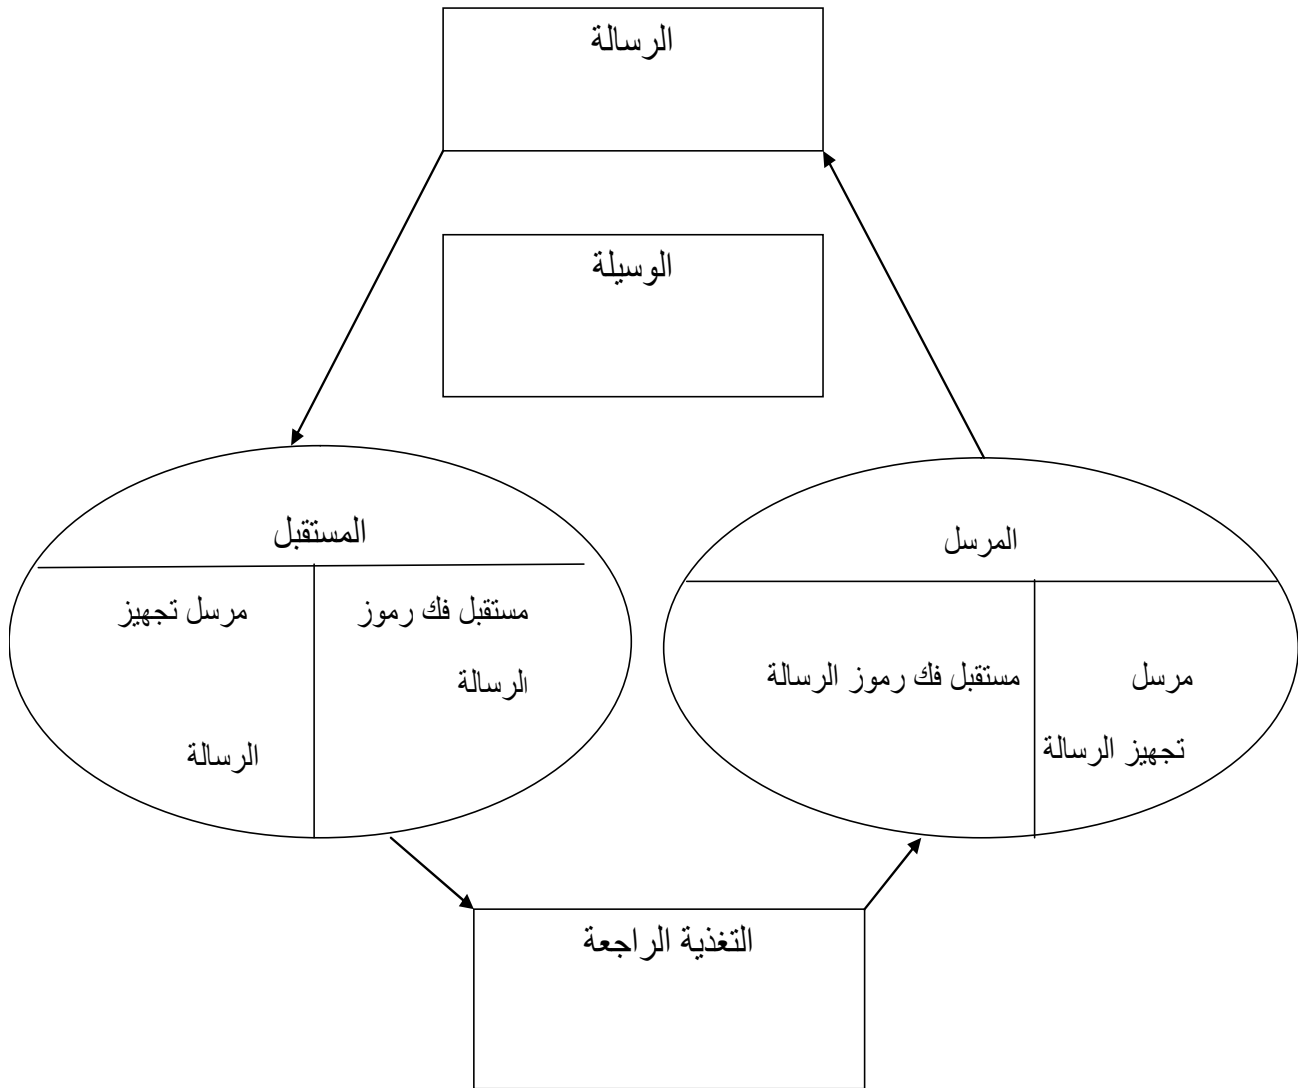 الرسالة
الوسيلة
المرسل
مرسل
تجهيز الرسالة
مستقبل فك رموز الرسالة
المستقبل
مستقبل فك رموز
الرسالة
مرسل تجهيز
الرسالة
التغذية الراجعة